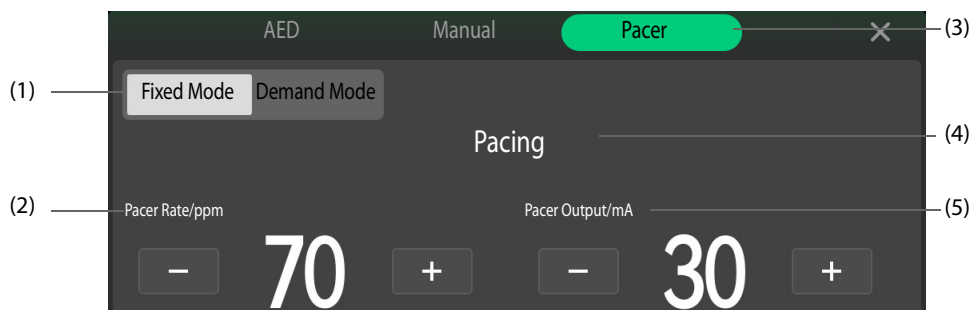 AED Manual Pacer × (3)
(1) Fixed Mode Demand Mode
Pacing (4)
(2) Pacer Rate/ppm Pacer Output/mA (5)
− 70 + − 30 +